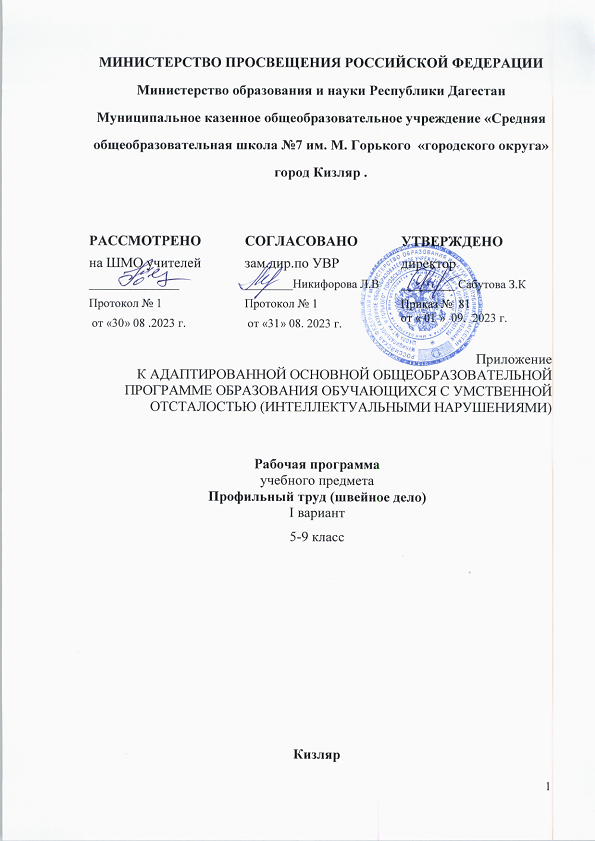 МИНИСТЕРСТВО ПРОСВЕЩЕНИЯ РОССИЙСКОЙ ФЕДЕРАЦИИ
Министерство образования и науки Республики Дагестан
Муниципальное казенное общеобразовательное учреждение «Средняя
общеобразовательная школа №7 им. М. Горького «городского округа»
город Кизляр .
РАССМОТРЕНО СОГЛАСОВАНО УТВЕРЖДЕНО
на ШМО учителей зам.дир.по УВР директор
Никифорова Л.В Сабутова З.К
Протокол № 1 Протокол № 1 Приказ № 81
от «30» 08 .2023 г. от «31» 08. 2023 г. от « 01 » 09. 2023 г.
Приложение
К АДАПТИРОВАННОЙ ОСНОВНОЙ ОБЩЕОБРАЗОВАТЕЛЬНОЙ
ПРОГРАММЕ ОБРАЗОВАНИЯ ОБУЧАЮЩИХСЯ С УМСТВЕННОЙ
ОТСТАЛОСТЬЮ (ИНТЕЛЛЕКТУАЛЬНЫМИ НАРУШЕНИЯМИ)
Рабочая программа
учебного предмета
Профильный труд (швейное дело)
I вариант
5-9 класс
Кизляр
1